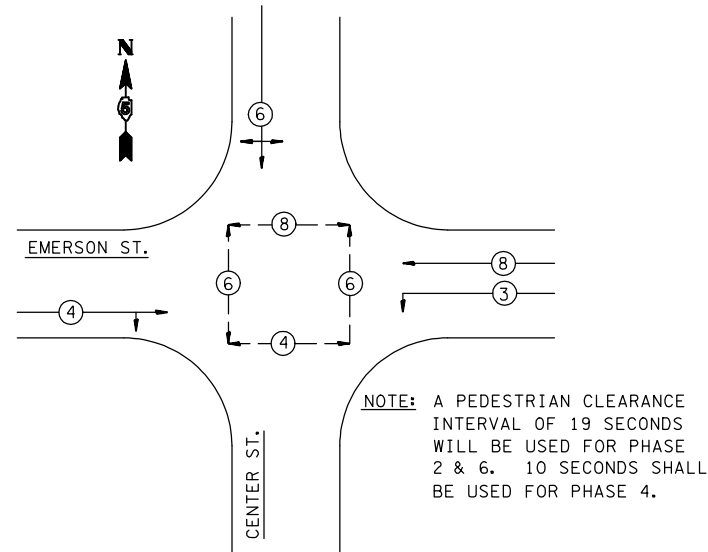 N
5
6
8
EMERSON ST.
8
6
6
3
4
4
NOTE: A PEDESTRIAN CLEARANCE
INTERVAL OF 19 SECONDS
WILL BE USED FOR PHASE
2 & 6. 10 SECONDS SHALL
BE USED FOR PHASE 4.
CENTER ST.